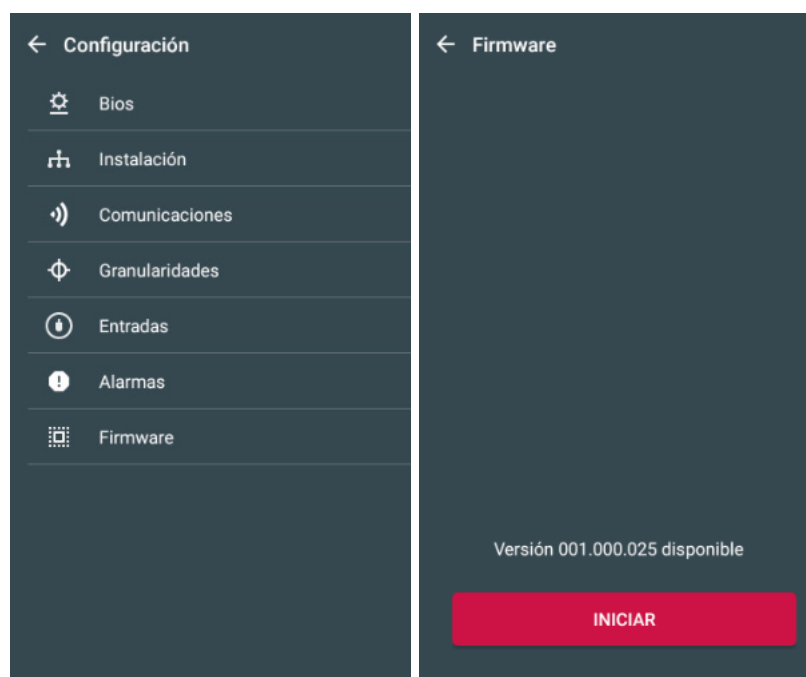 Configuración
Bios
Instalación
Comunicaciones
Granularidades
Entradas
Alarmas
Firmware
Firmware
Versión 001.000.025 disponible
INICIAR